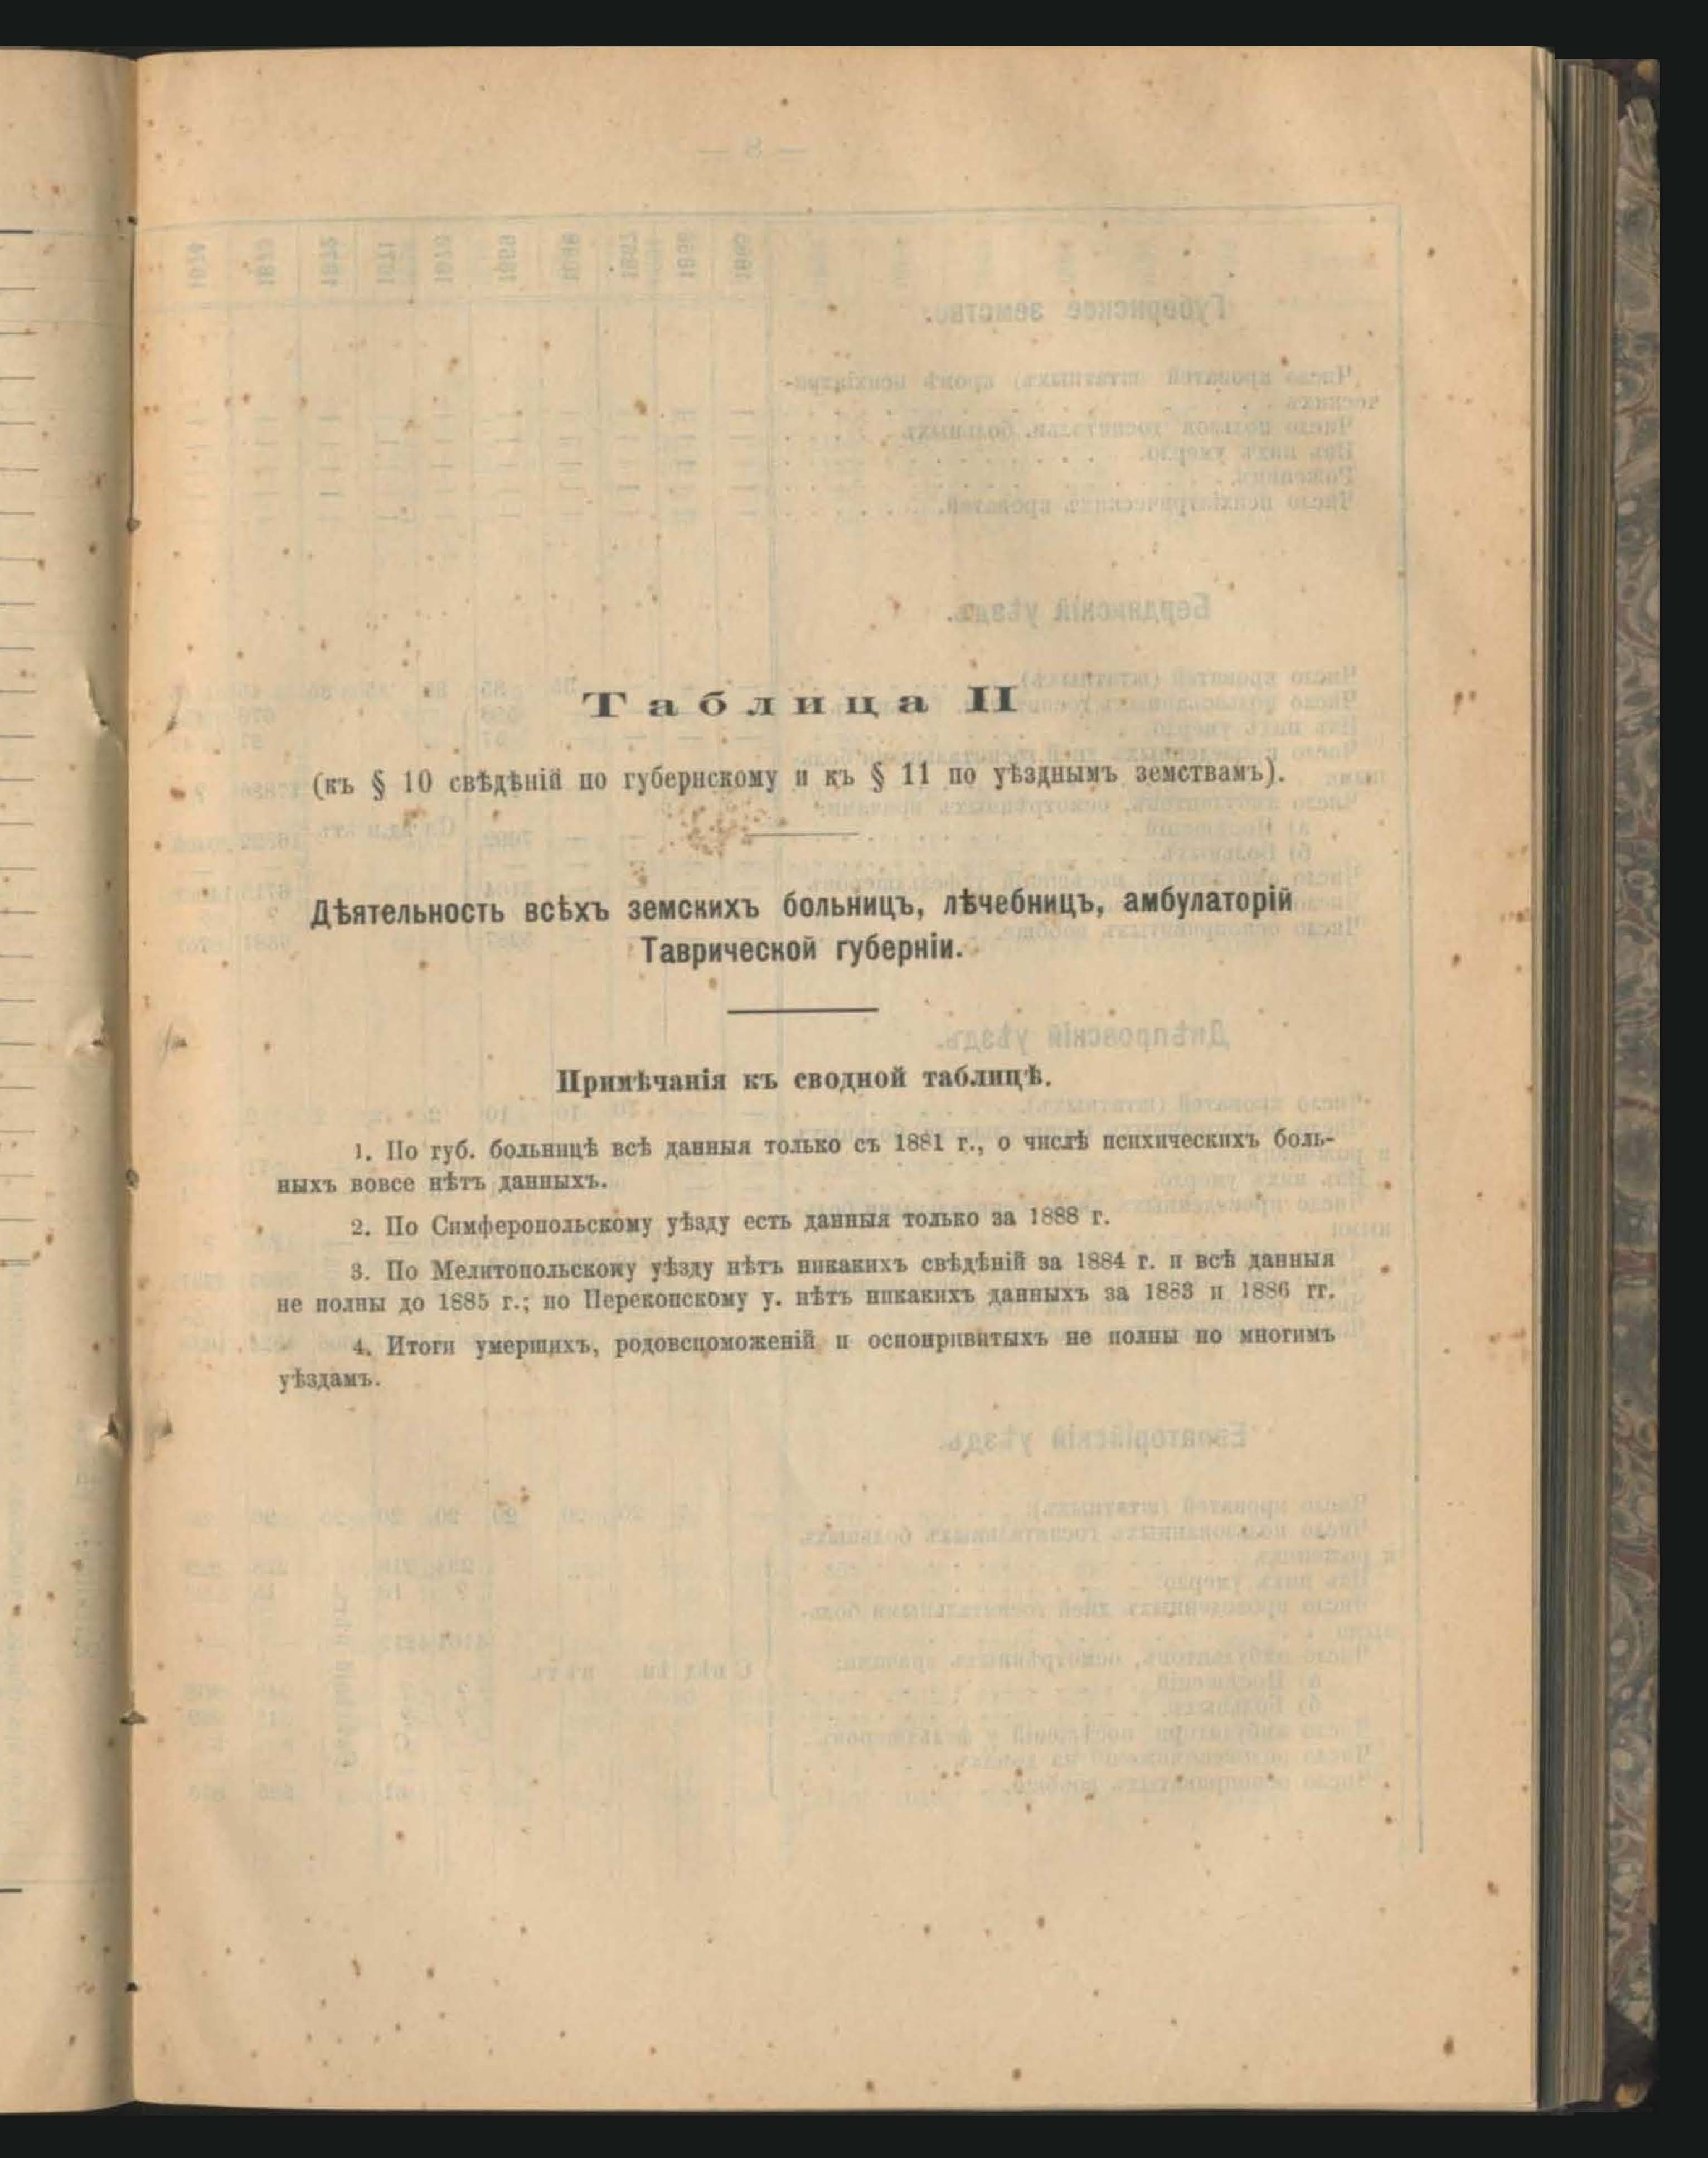 Таблица II
(къ § 10 свѣдѣній по губернскому и къ § 11 по уѣзднымъ земствамъ).
Дѣятельность всѣхъ земскихъ больницъ, лѣчебницъ, амбулаторій
Таврической губерніи.
Примѣчанія къ сводной таблицѣ.
1. По губ. больницѣ всѣ данныя только съ 1881 г., о числѣ психическихъ боль-
ныхъ вовсе нѣтъ данныхъ.
2. По Симферопольскому уѣзду есть данныя только за 1888 г.
3. По Мелитопольскому уѣзду нѣтъ никакихъ свѣдѣній за 1884 г. и всѣ данныя
не полны до 1885 г.; по Перекопскому у. нѣтъ никакихъ данныхъ за 1883 и 1886 гг.
4. Итоги умершихъ, родовспоможеній и оспопривитыхъ не полны по многимъ
уѣздамъ.